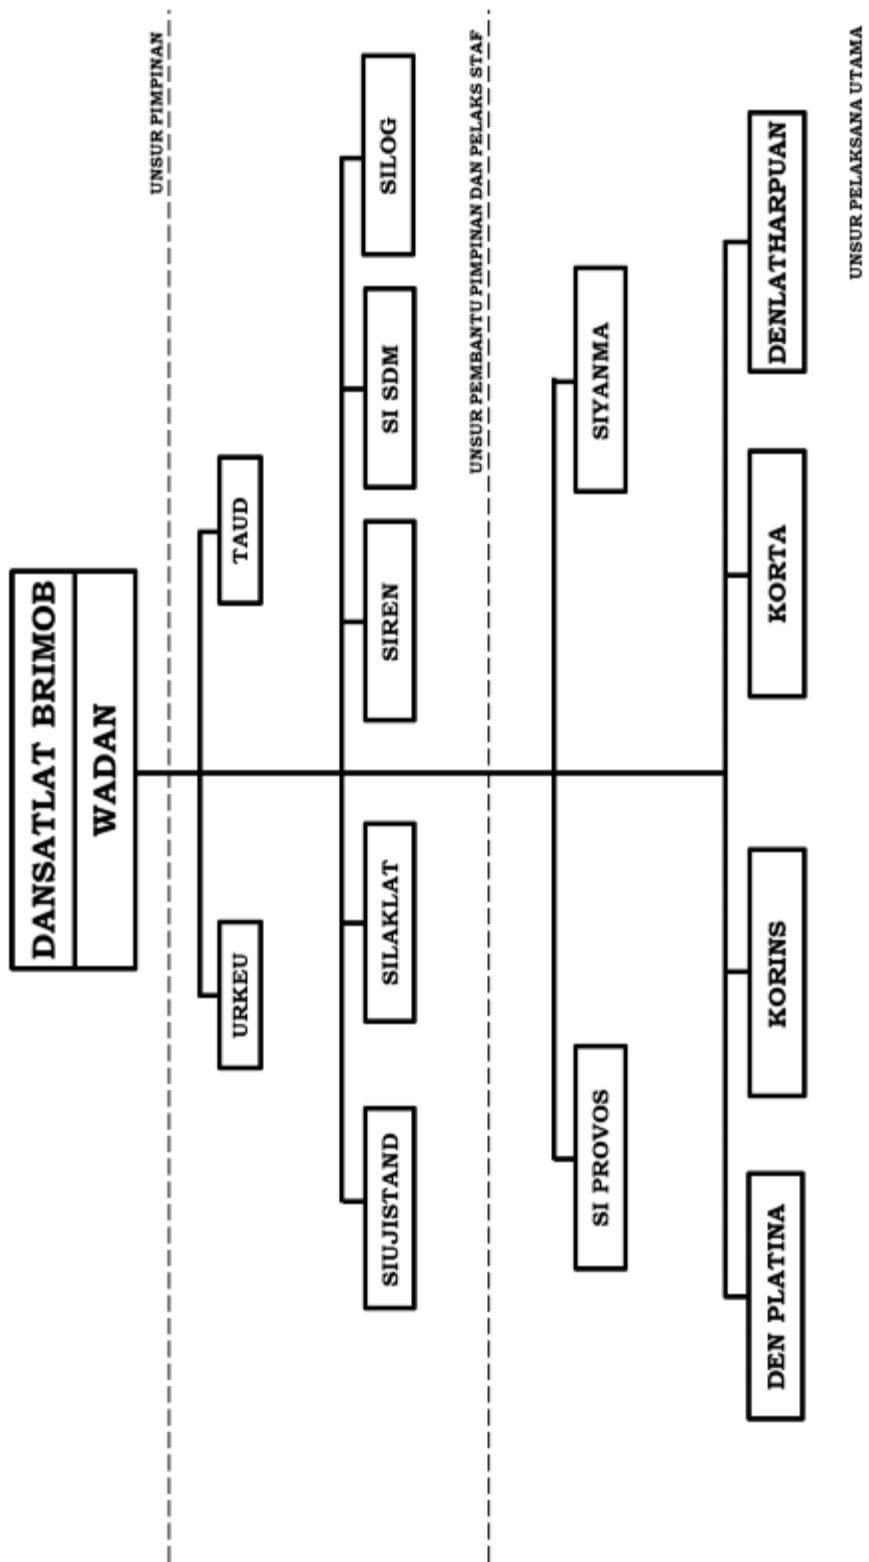 DANSATLAT BRIMOB
WADAN
UNSUR PIMPINAN
URKEU
TAUD
SIUJISTAND
SILAKLAT
SIREN
SI SDM
SILOG
UNSUR PEMBANTU PIMPINAN DAN PELAKS STAF
SI PROVOS
SIYANMA
DEN PLATINA
KORINS
KORTA
DENLATHARPUAN
UNSUR PELAKSANA UTAMA